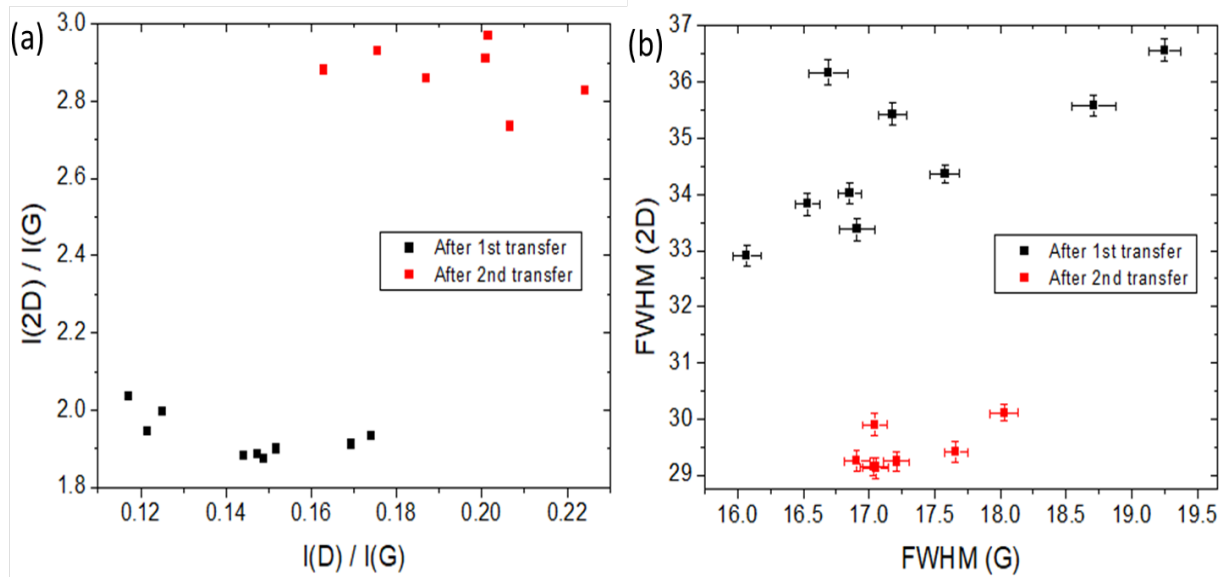 (a)
3.0
2.8
2.6
2.4
2.2
2.0
1.8
I(2D) / I(G)
After 1st transfer
After 2nd transfer
0.12 0.14 0.16 0.18 0.20 0.22
I(D) / I(G)
(b)
37
36
35
34
33
32
31
30
29
FWHM (2D)
After 1st transfer
After 2nd transfer
16.0 16.5 17.0 17.5 18.0 18.5 19.0 19.5
FWHM (G)